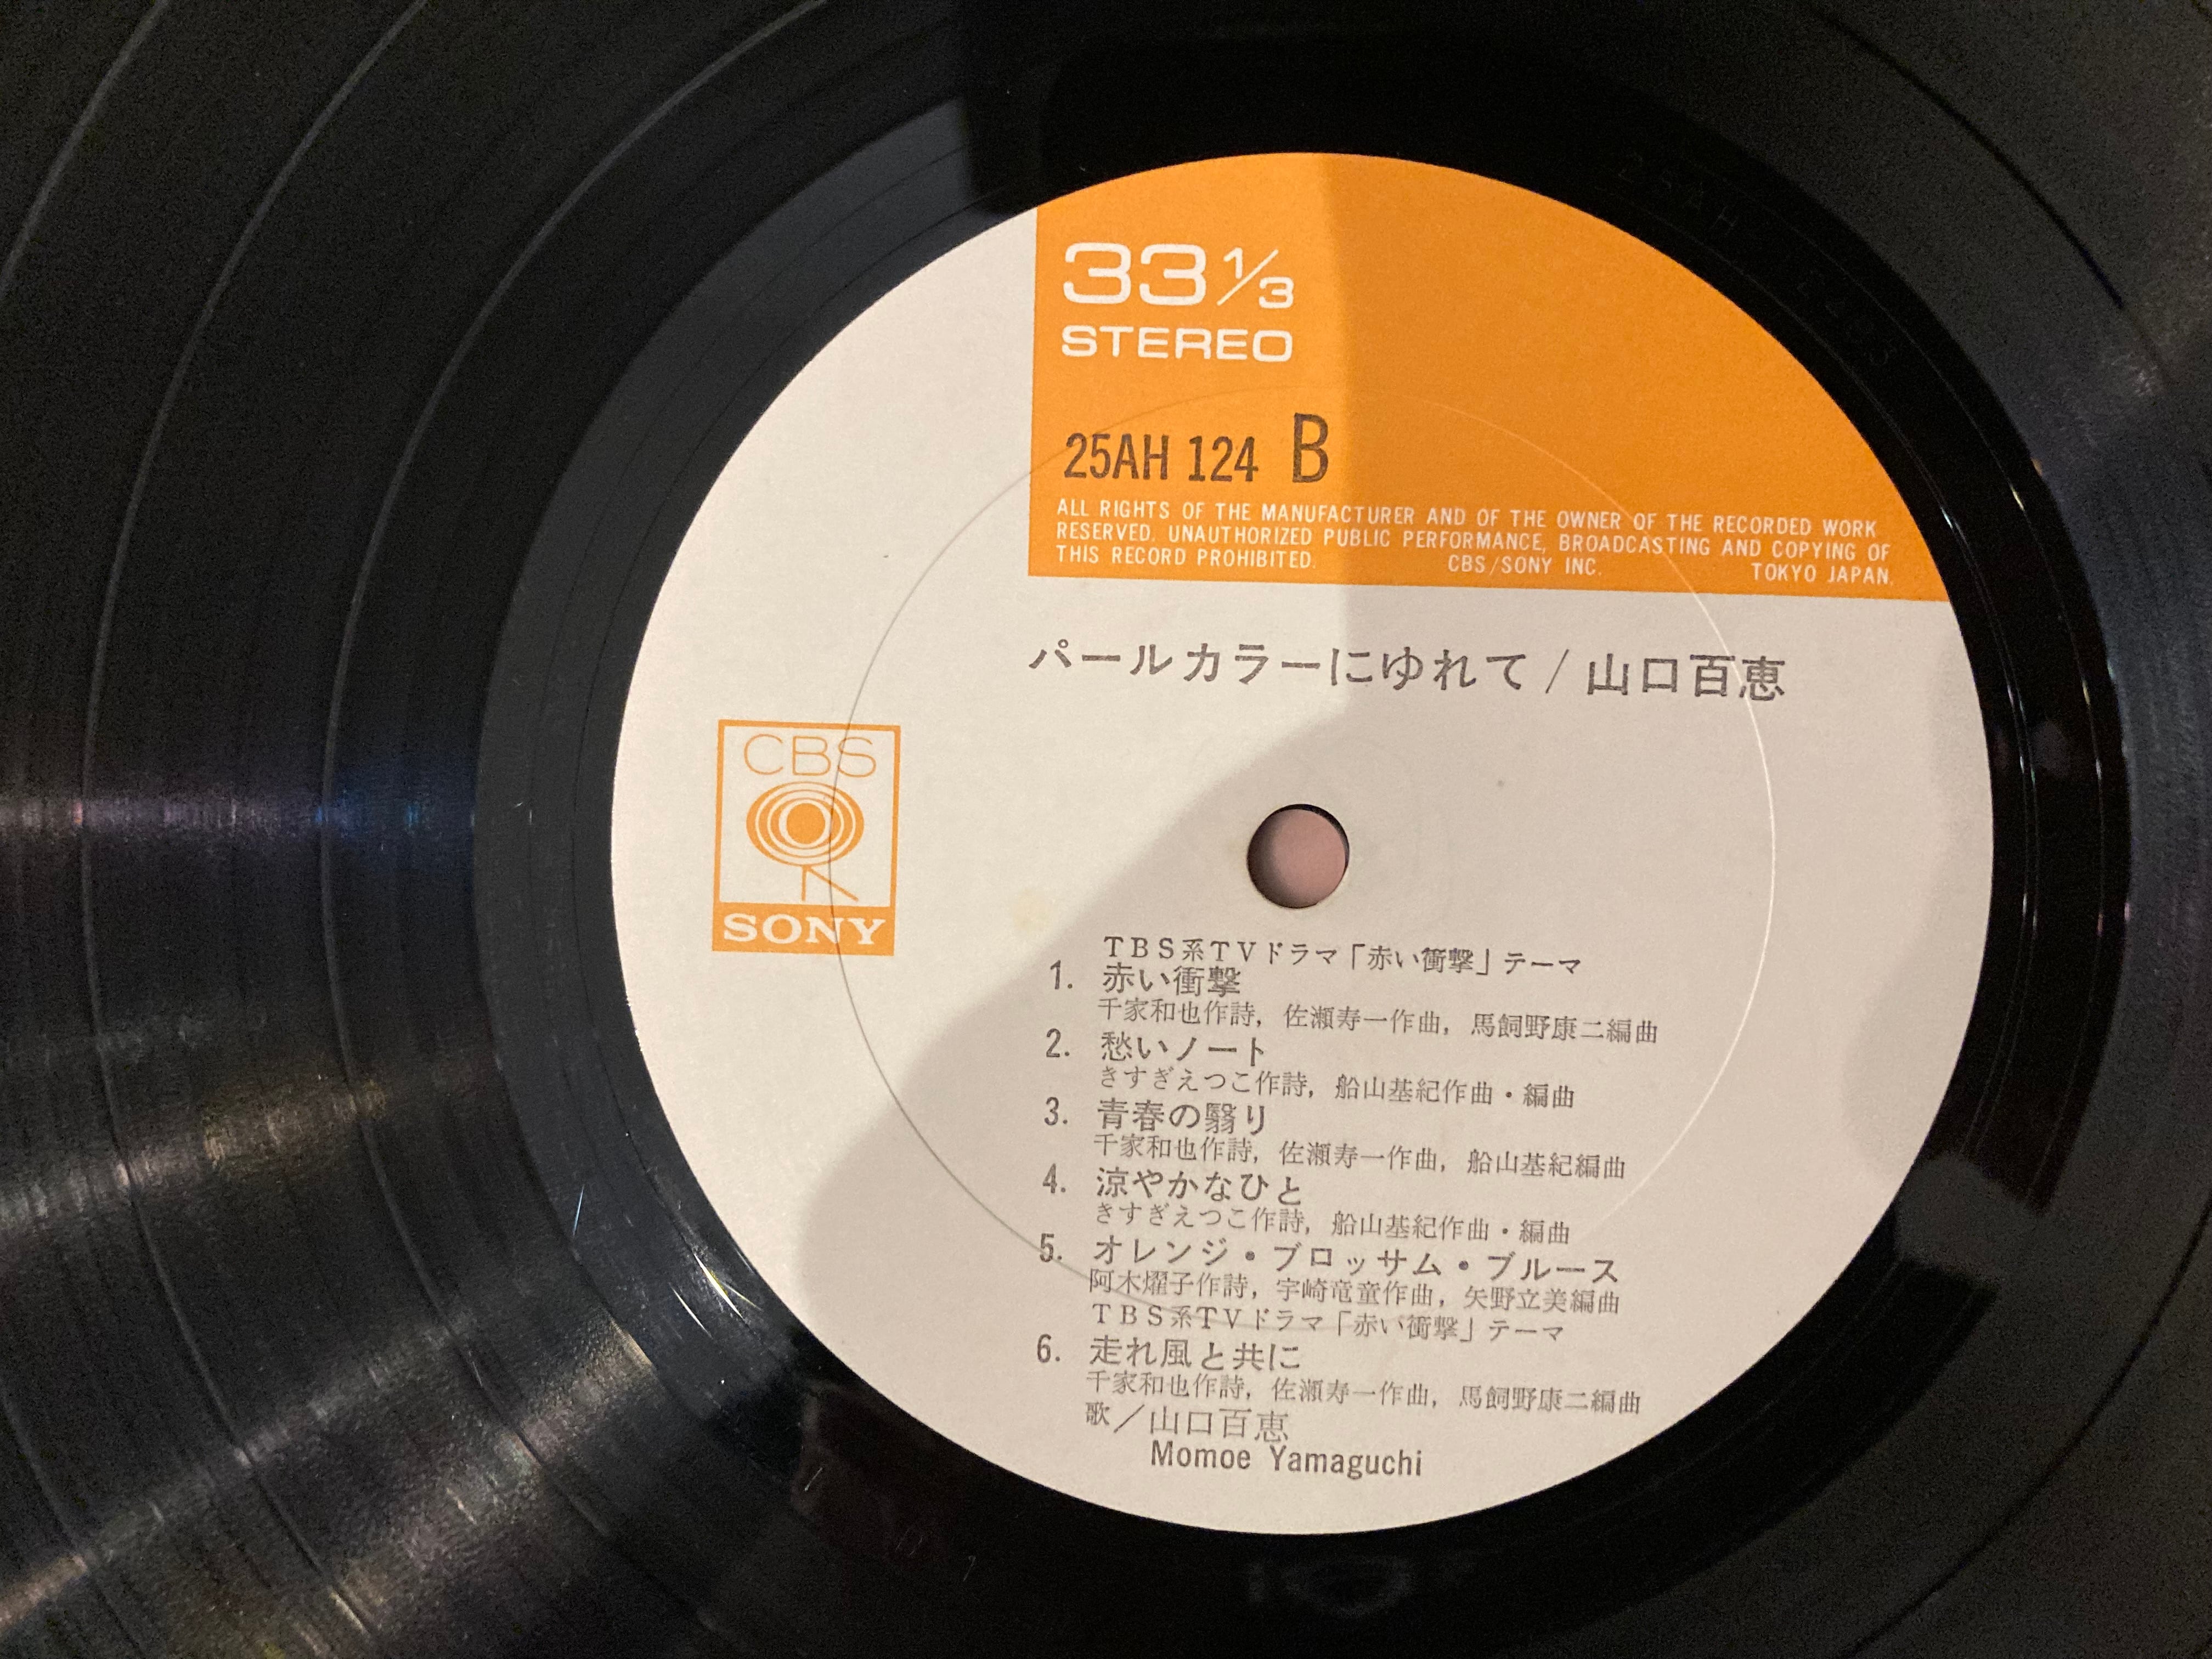 33 1/3
STEREO
25AH 124 B
ALL RIGHTS OF THE MANUFACTURER AND OF THE OWNER OF THE RECORDED WORK
RESERVED. UNAUTHORIZED PUBLIC PERFORMANCE, BROADCASTING AND COPYING OF
THIS RECORD PROHIBITED. CBS/SONY INC. TOKYO JAPAN.
パールカラーにゆれて/山口百恵
CBS
SONY
TBS系TVドラマ「赤い衝撃」テーマ
1. 赤い衝撃
千家和也作詩, 佐瀬寿一作曲, 馬飼野康二編曲
2. 愁いノート
きすぎえつこ作詩, 船山基紀作曲・編曲
3. 青春の翳り
千家和也作詩, 佐瀬寿一作曲, 船山基紀編曲
4. 涼やかなひと
きすぎえつこ作詩, 船山基紀作曲・編曲
5. オレンジ・ブロッサム・ブルース
阿木燿子作詩, 宇崎竜童作曲, 矢野立美編曲
TBS系TVドラマ「赤い衝撃」テーマ
6. 走れ風と共に
千家和也作詩, 佐瀬寿一作曲, 馬飼野康二編曲
歌/山口百恵
Momoe Yamaguchi